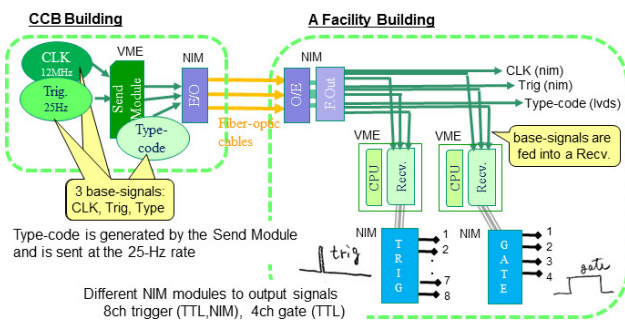 CCB Building
A Facility Building
VME
NIM
NIM
CLK
12MHz
Trig.
25Hz
Send
Module
Type-
code
E/O
Fiber-optic
cables
O/E
F.Out
CLK (nim)
Trig (nim)
Type-code (lvds)
3 base-signals:
CLK, Trig, Type
base-signals are
fed into a Recv.
VME
CPU
Recv.
VME
CPU
Recv.
Type-code is generated by the Send Module
and is sent at the 25-Hz rate
NIM
TRIG
1
2
7
8
trig
NIM
GATE
1
2
3
4
gate
Different NIM modules to output signals
8ch trigger (TTL,NIM), 4ch gate (TTL)